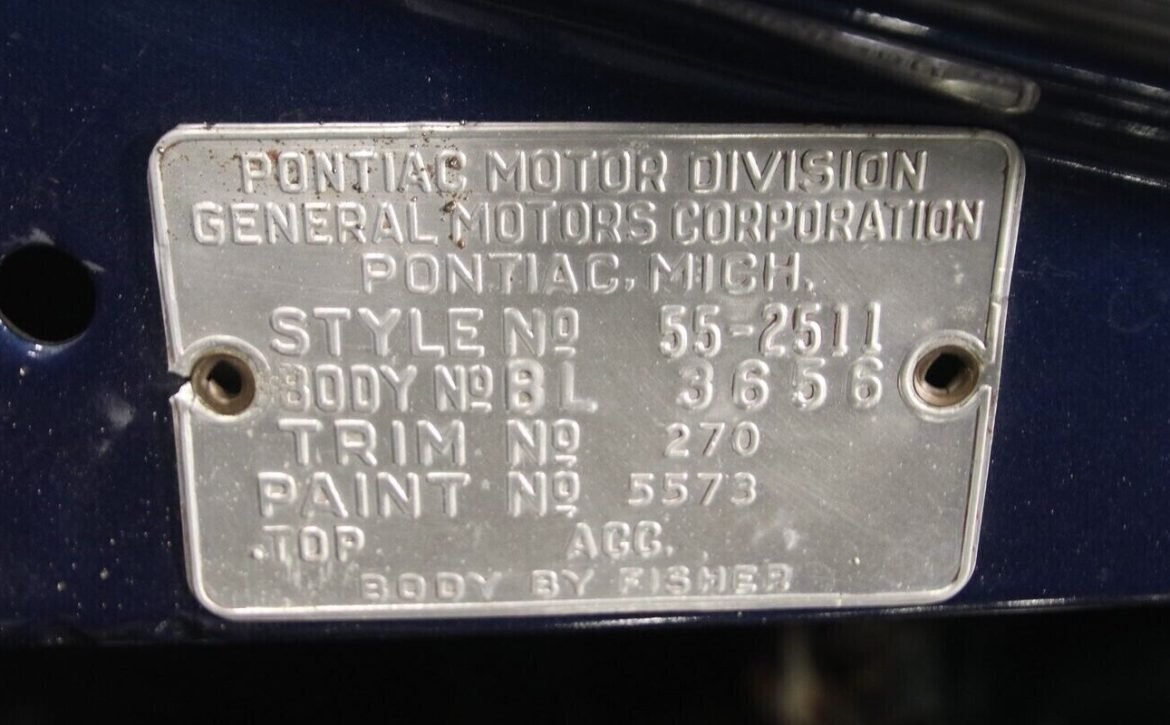 PONTIAC MOTOR DIVISION
GENERAL MOTORS CORPORATION
PONTIAC, MICH.
STYLE Nº 55-2511
BODY Nº BL 3656
TRIM Nº 270
PAINT Nº 5573
TOP ACC.
BODY BY FISHER